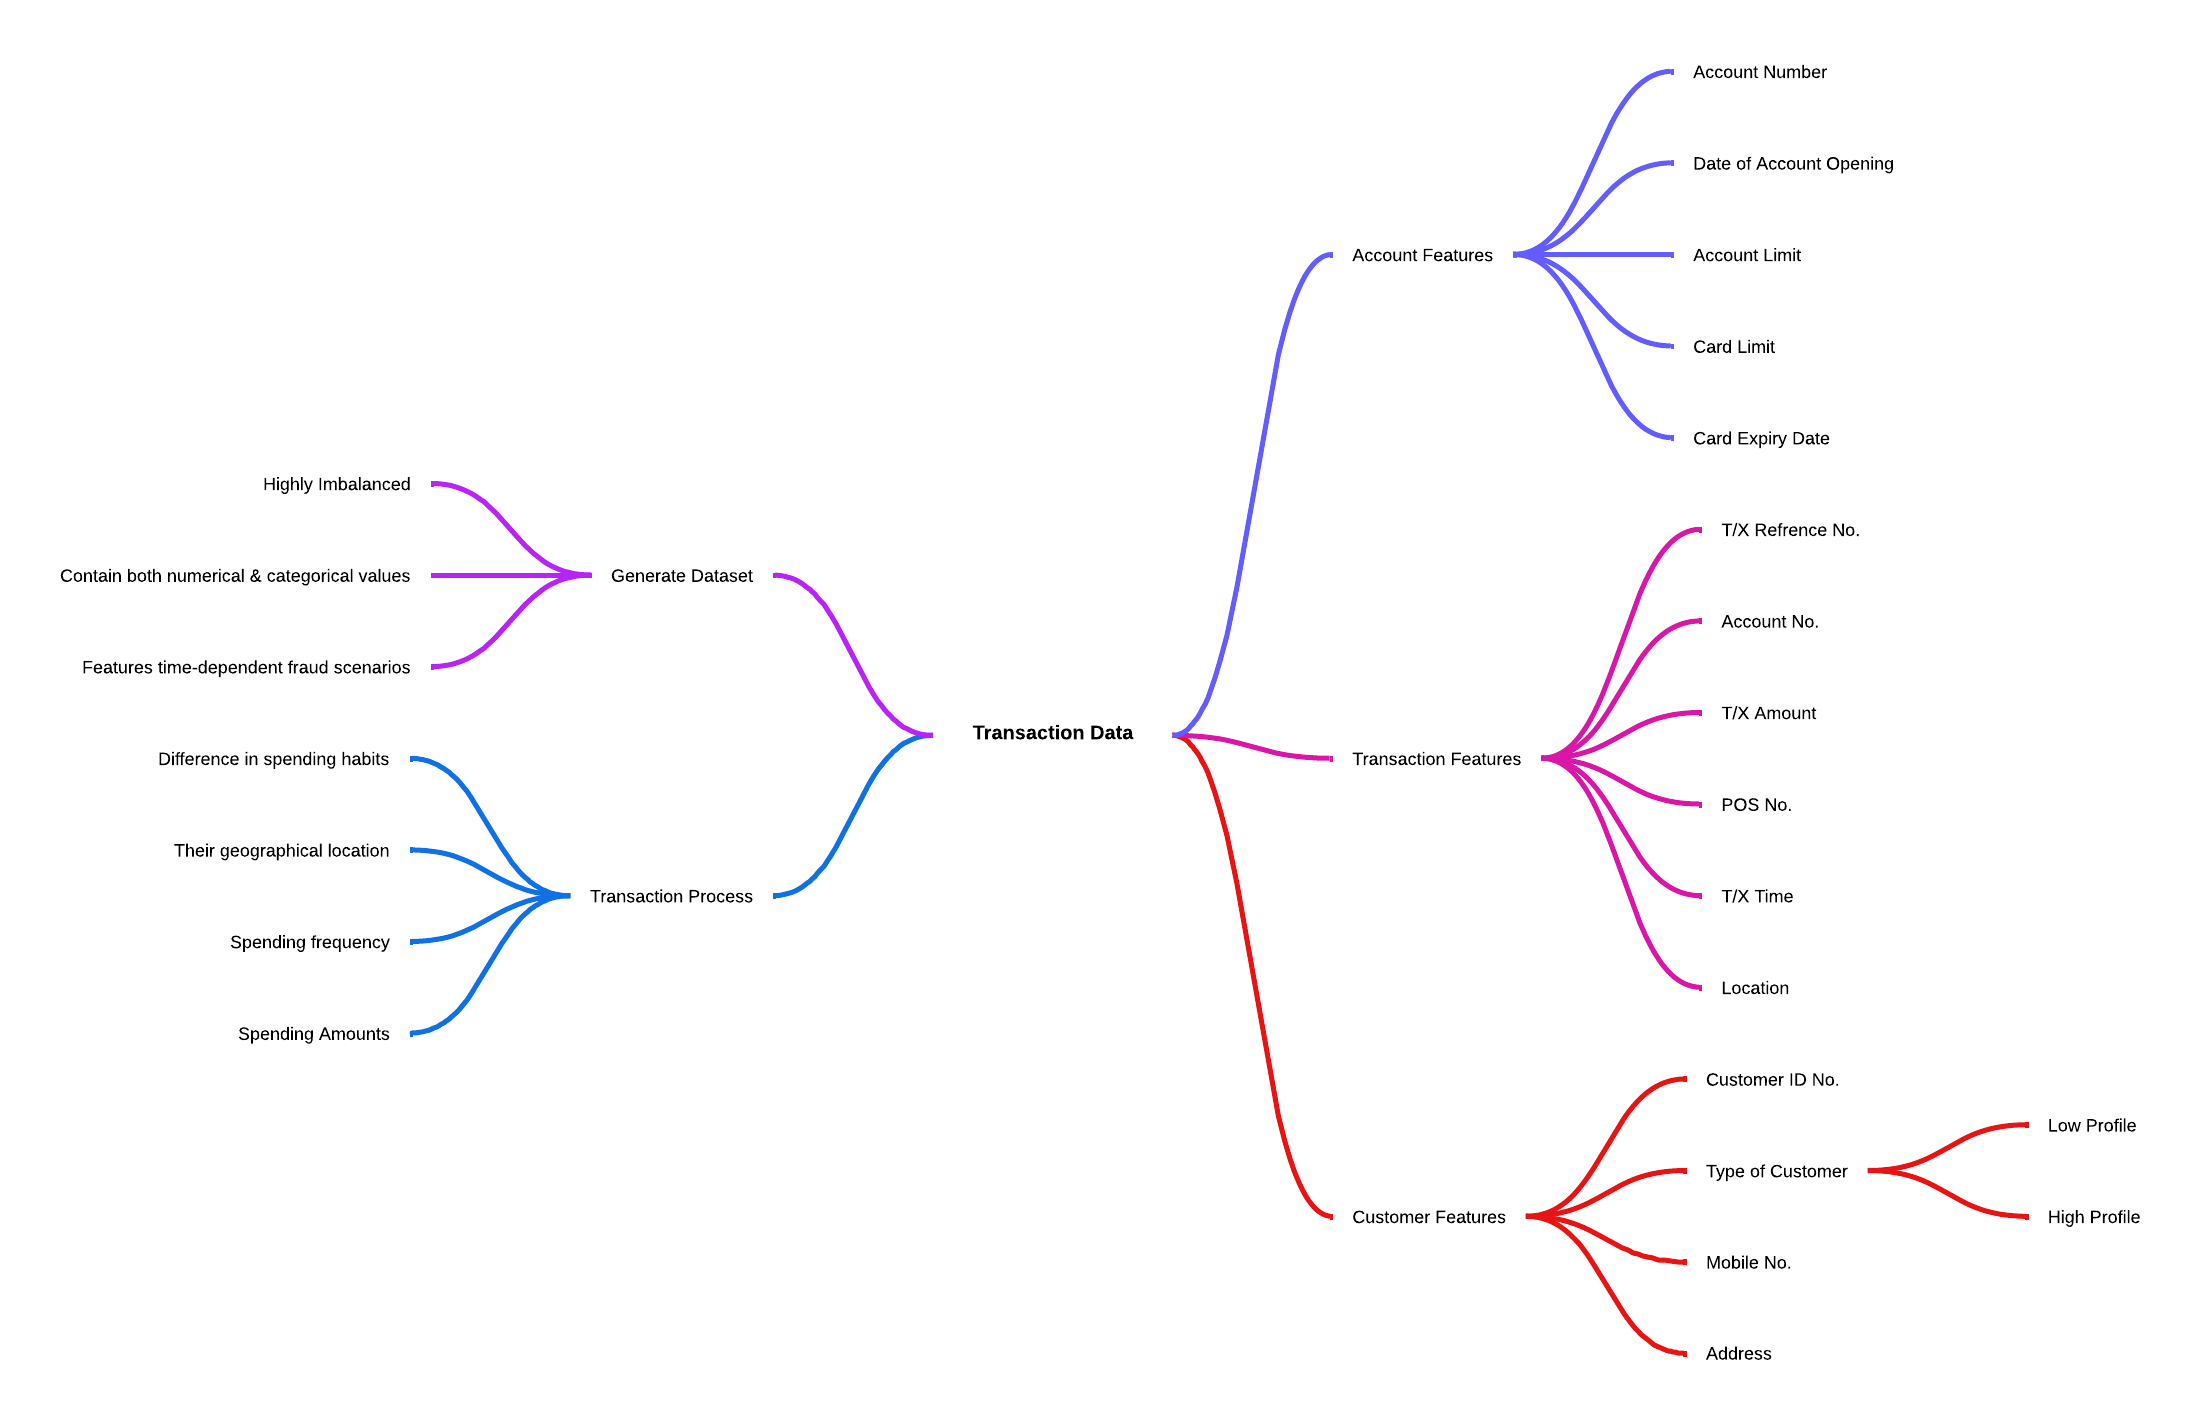 Transaction Data
Generate Dataset
Highly Imbalanced
Contain both numerical & categorical values
Features time-dependent fraud scenarios
Transaction Process
Difference in spending habits
Their geographical location
Spending frequency
Spending Amounts
Account Features
Account Number
Date of Account Opening
Account Limit
Card Limit
Card Expiry Date
Transaction Features
T/X Refrence No.
Account No.
T/X Amount
POS No.
T/X Time
Location
Customer Features
Customer ID No.
Type of Customer
Low Profile
High Profile
Mobile No.
Address